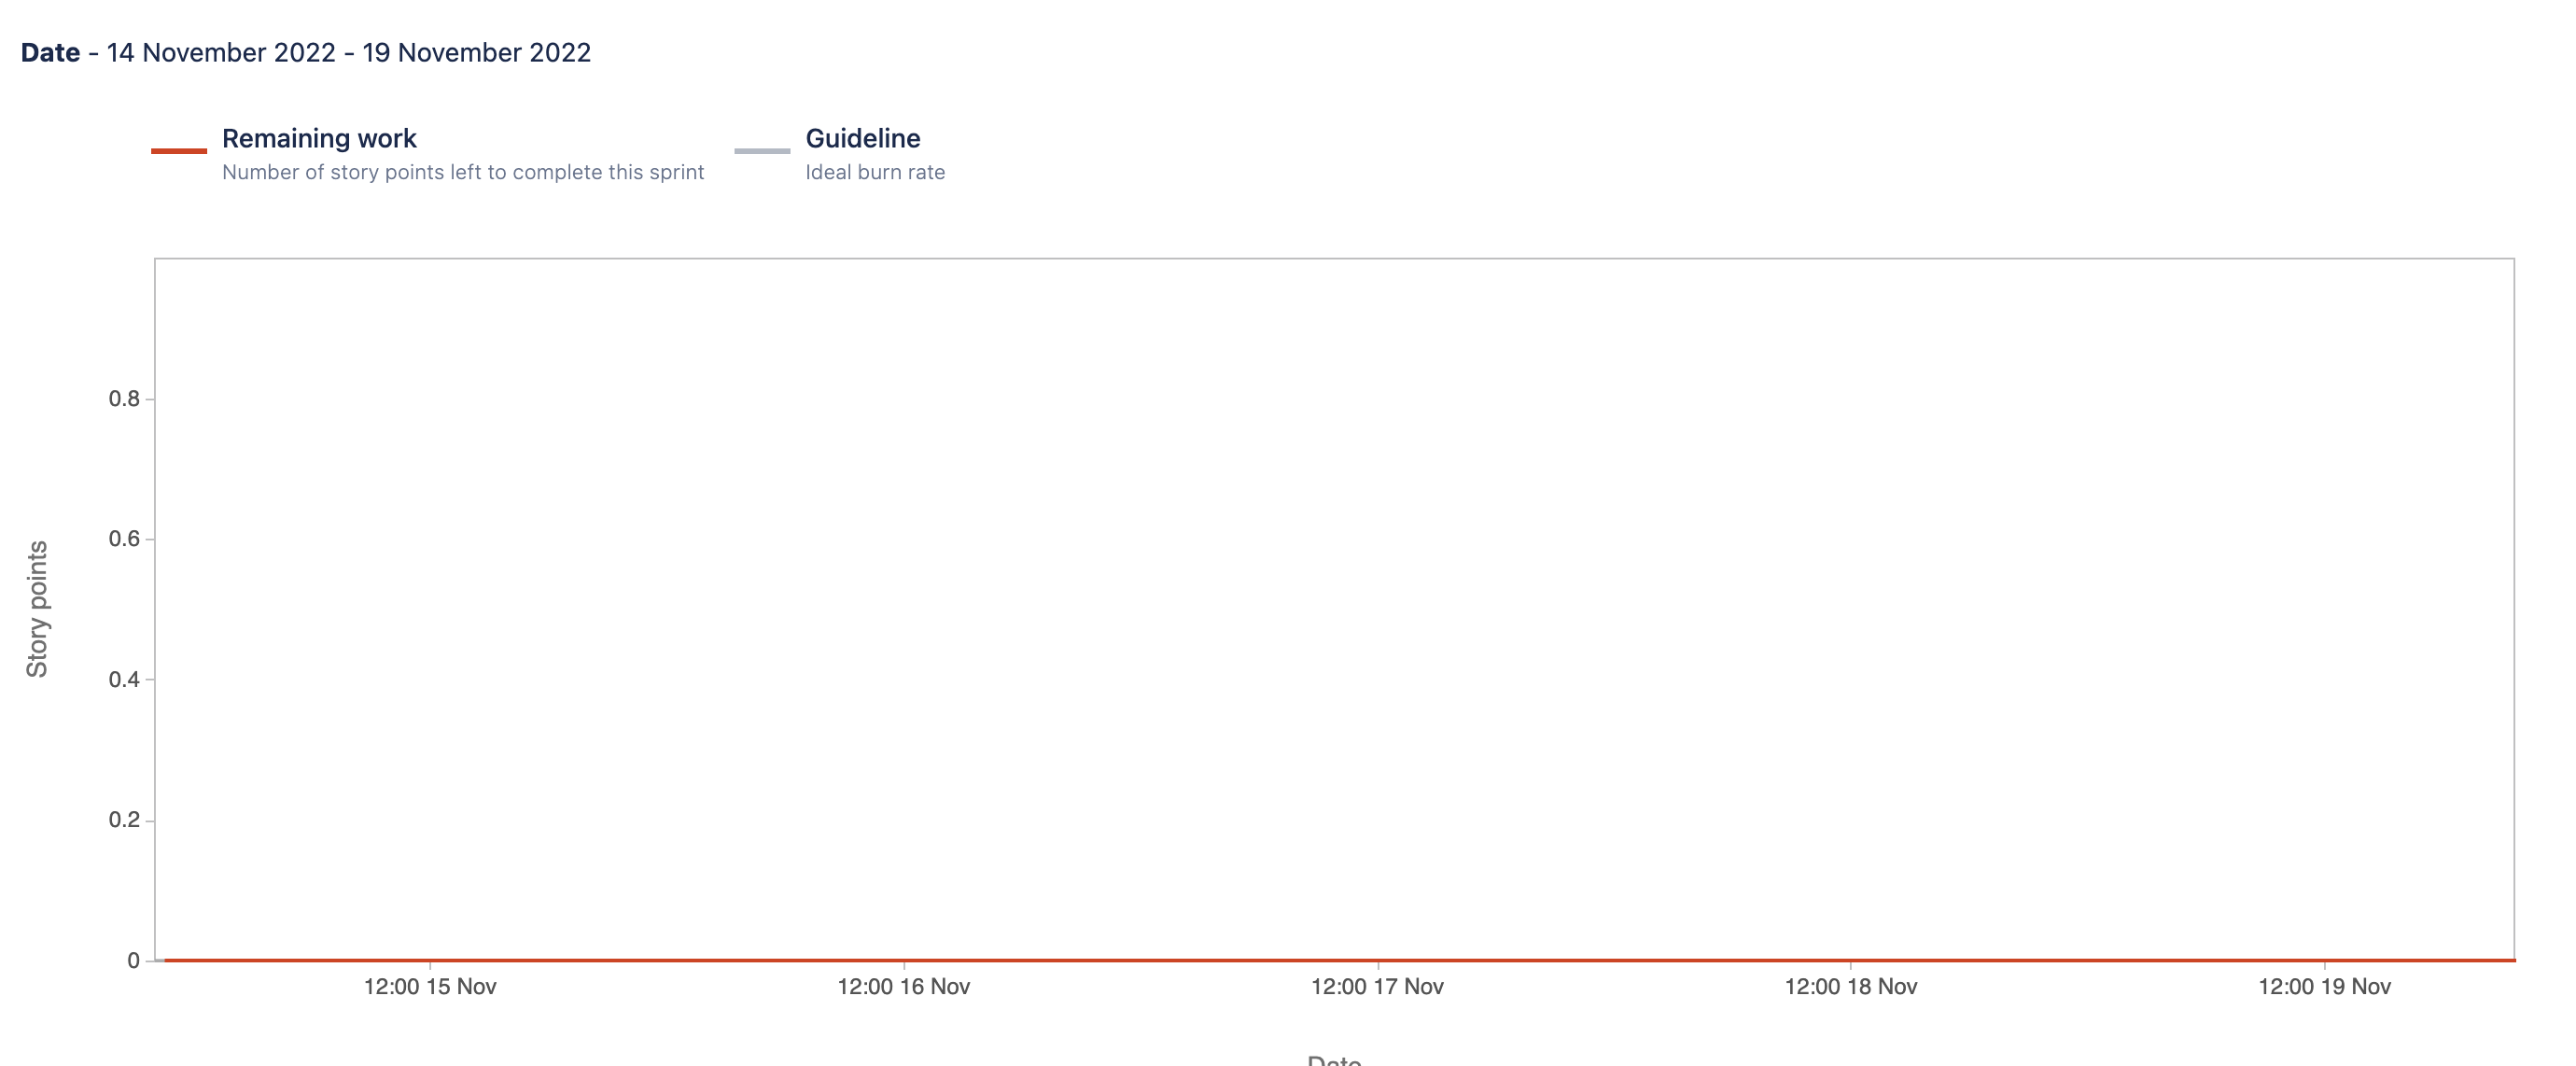 Date - 14 November 2022 - 19 November 2022
Remaining work
Number of story points left to complete this sprint
Guideline
Ideal burn rate
Story points
0.8
0.6
0.4
0.2
0
12:00 15 Nov
12:00 16 Nov
12:00 17 Nov
12:00 18 Nov
12:00 19 Nov
Date